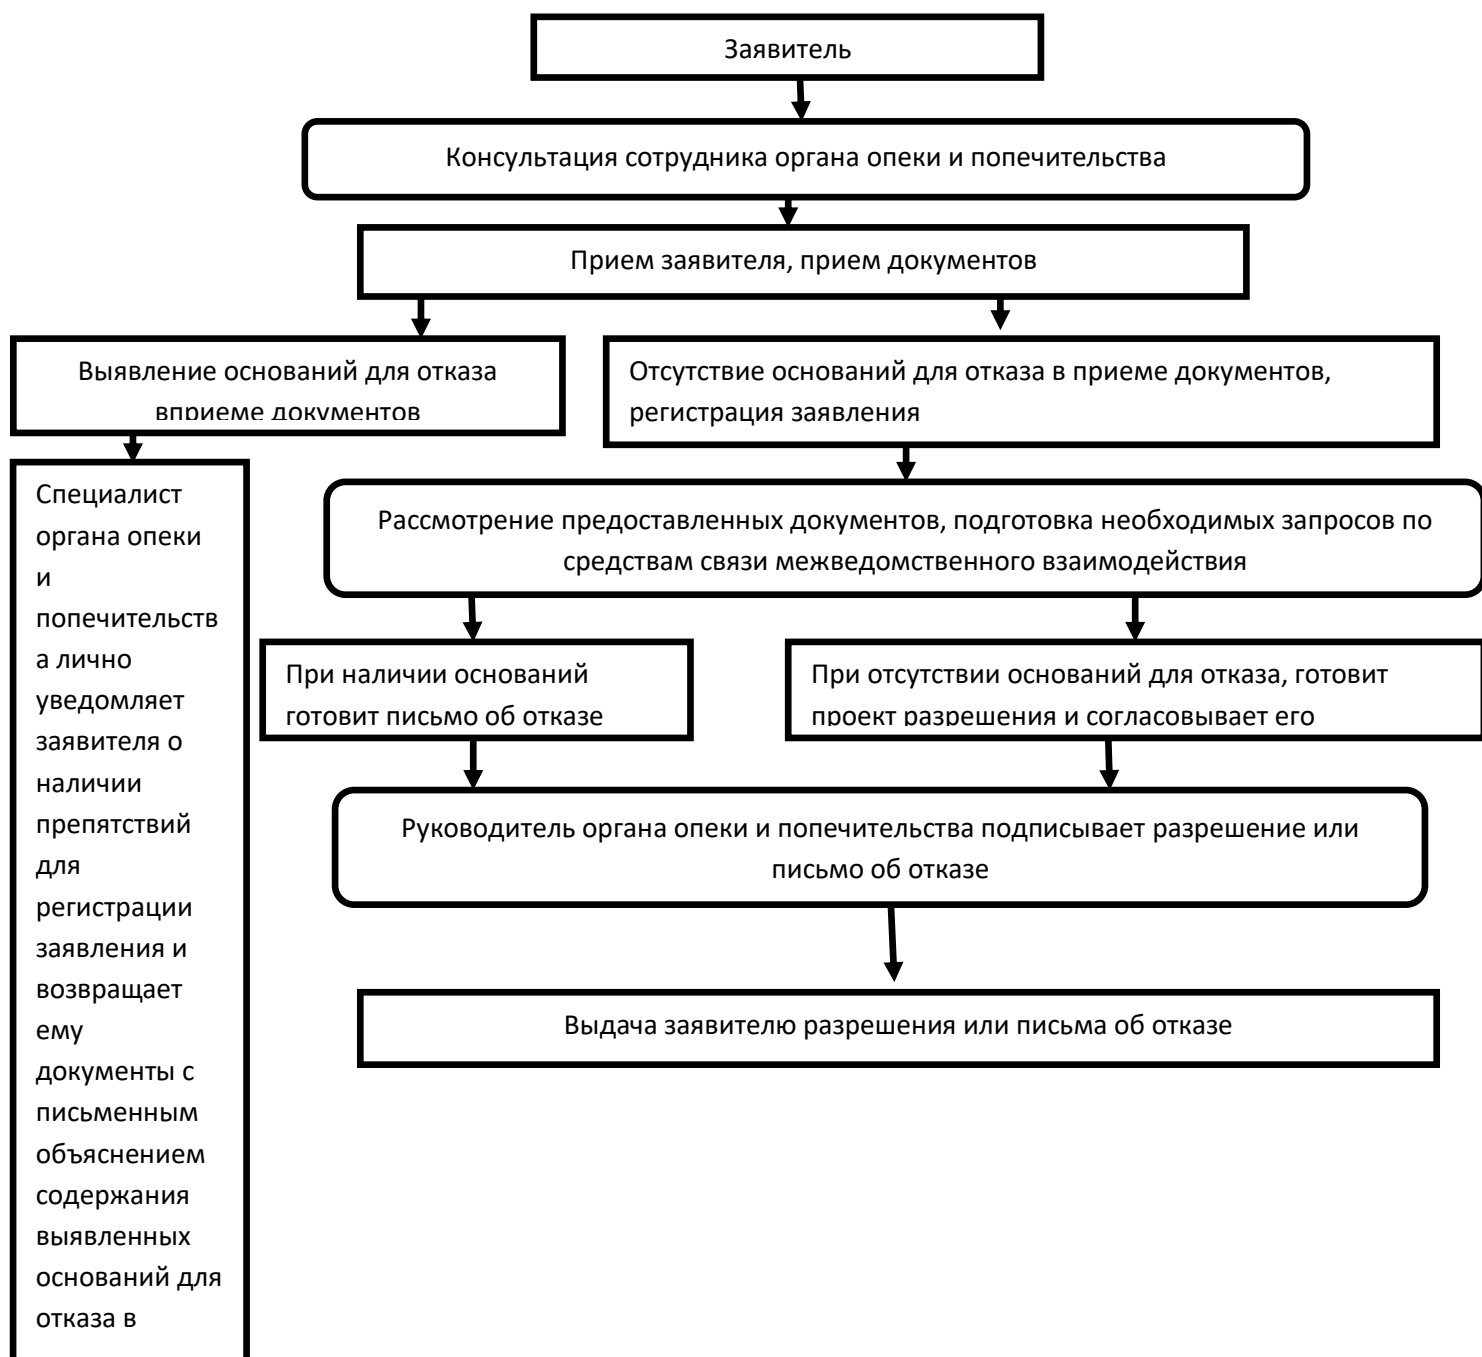 Заявитель
Консультация сотрудника органа опеки и попечительства
Прием заявителя, прием документов
Выявление оснований для отказа
вприеме документов
Отсутствие оснований для отказа в приеме документов,
регистрация заявления
Специалист
органа опеки
и
попечительств
а лично
уведомляет
заявителя о
наличии
препятствий
для
регистрации
заявления и
возвращает
ему
документы с
письменным
объяснением
содержания
выявленных
оснований для
отказа в
Рассмотрение предоставленных документов, подготовка необходимых запросов по
средствам связи межведомственного взаимодействия
При наличии оснований
готовит письмо об отказе
При отсутствии оснований для отказа, готовит
проект разрешения и согласовывает его
Руководитель органа опеки и попечительства подписывает разрешение или
письмо об отказе
Выдача заявителю разрешения или письма об отказе